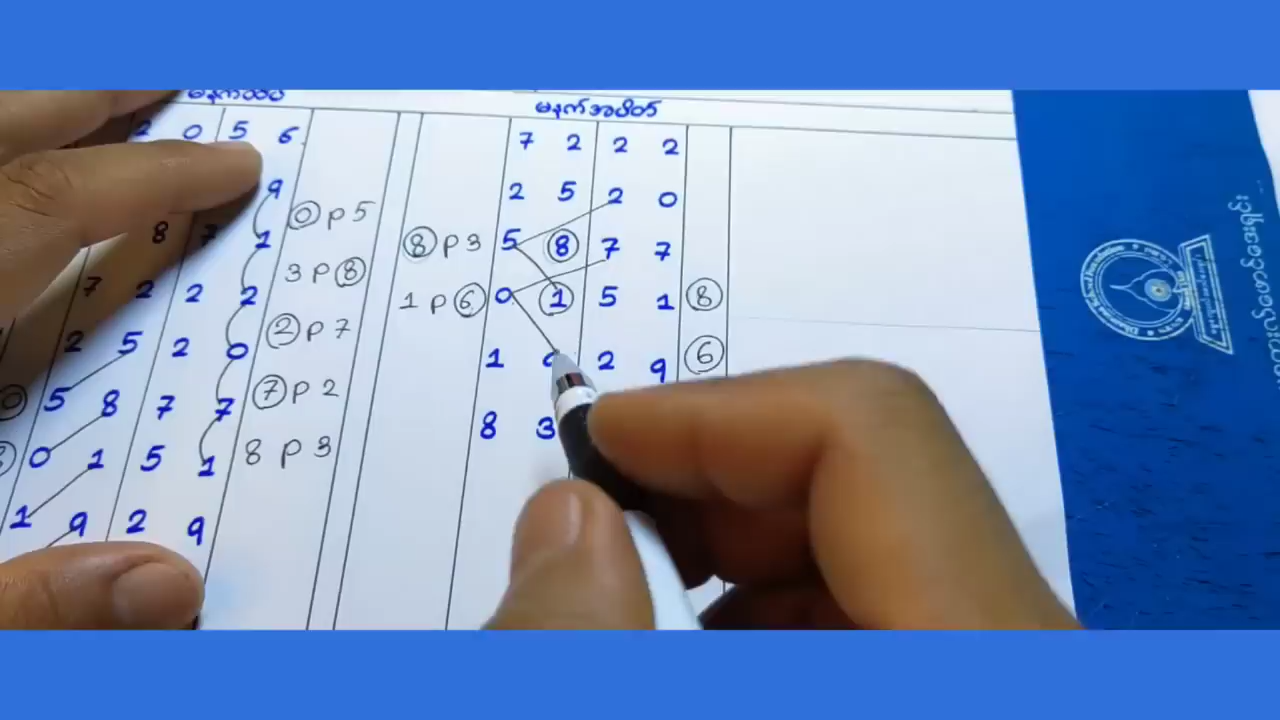 မနက်အပိတ်
2 0 5 6
9
8 7 1 0 p 5
7 2 2 2 3 p 8
2 5 2 0 2 p 7
5 8 7 7 7 p 2
0 1 5 1 8 p 3
1 9 2 9
7 2 2 2
2 5 2 0
8 p 3 5 8 7 7
1 p 6 0 1 5 1 8
1 2 9 6
8 3